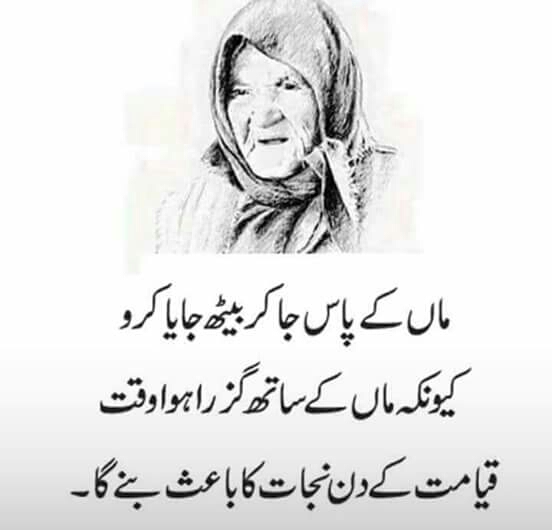 ماں کے پاس جا کر بیٹھ جایا کرو
کیونکہ ماں کے ساتھ گزرا ہوا وقت
قیامت کے دن نجات کا باعث بنے گا۔